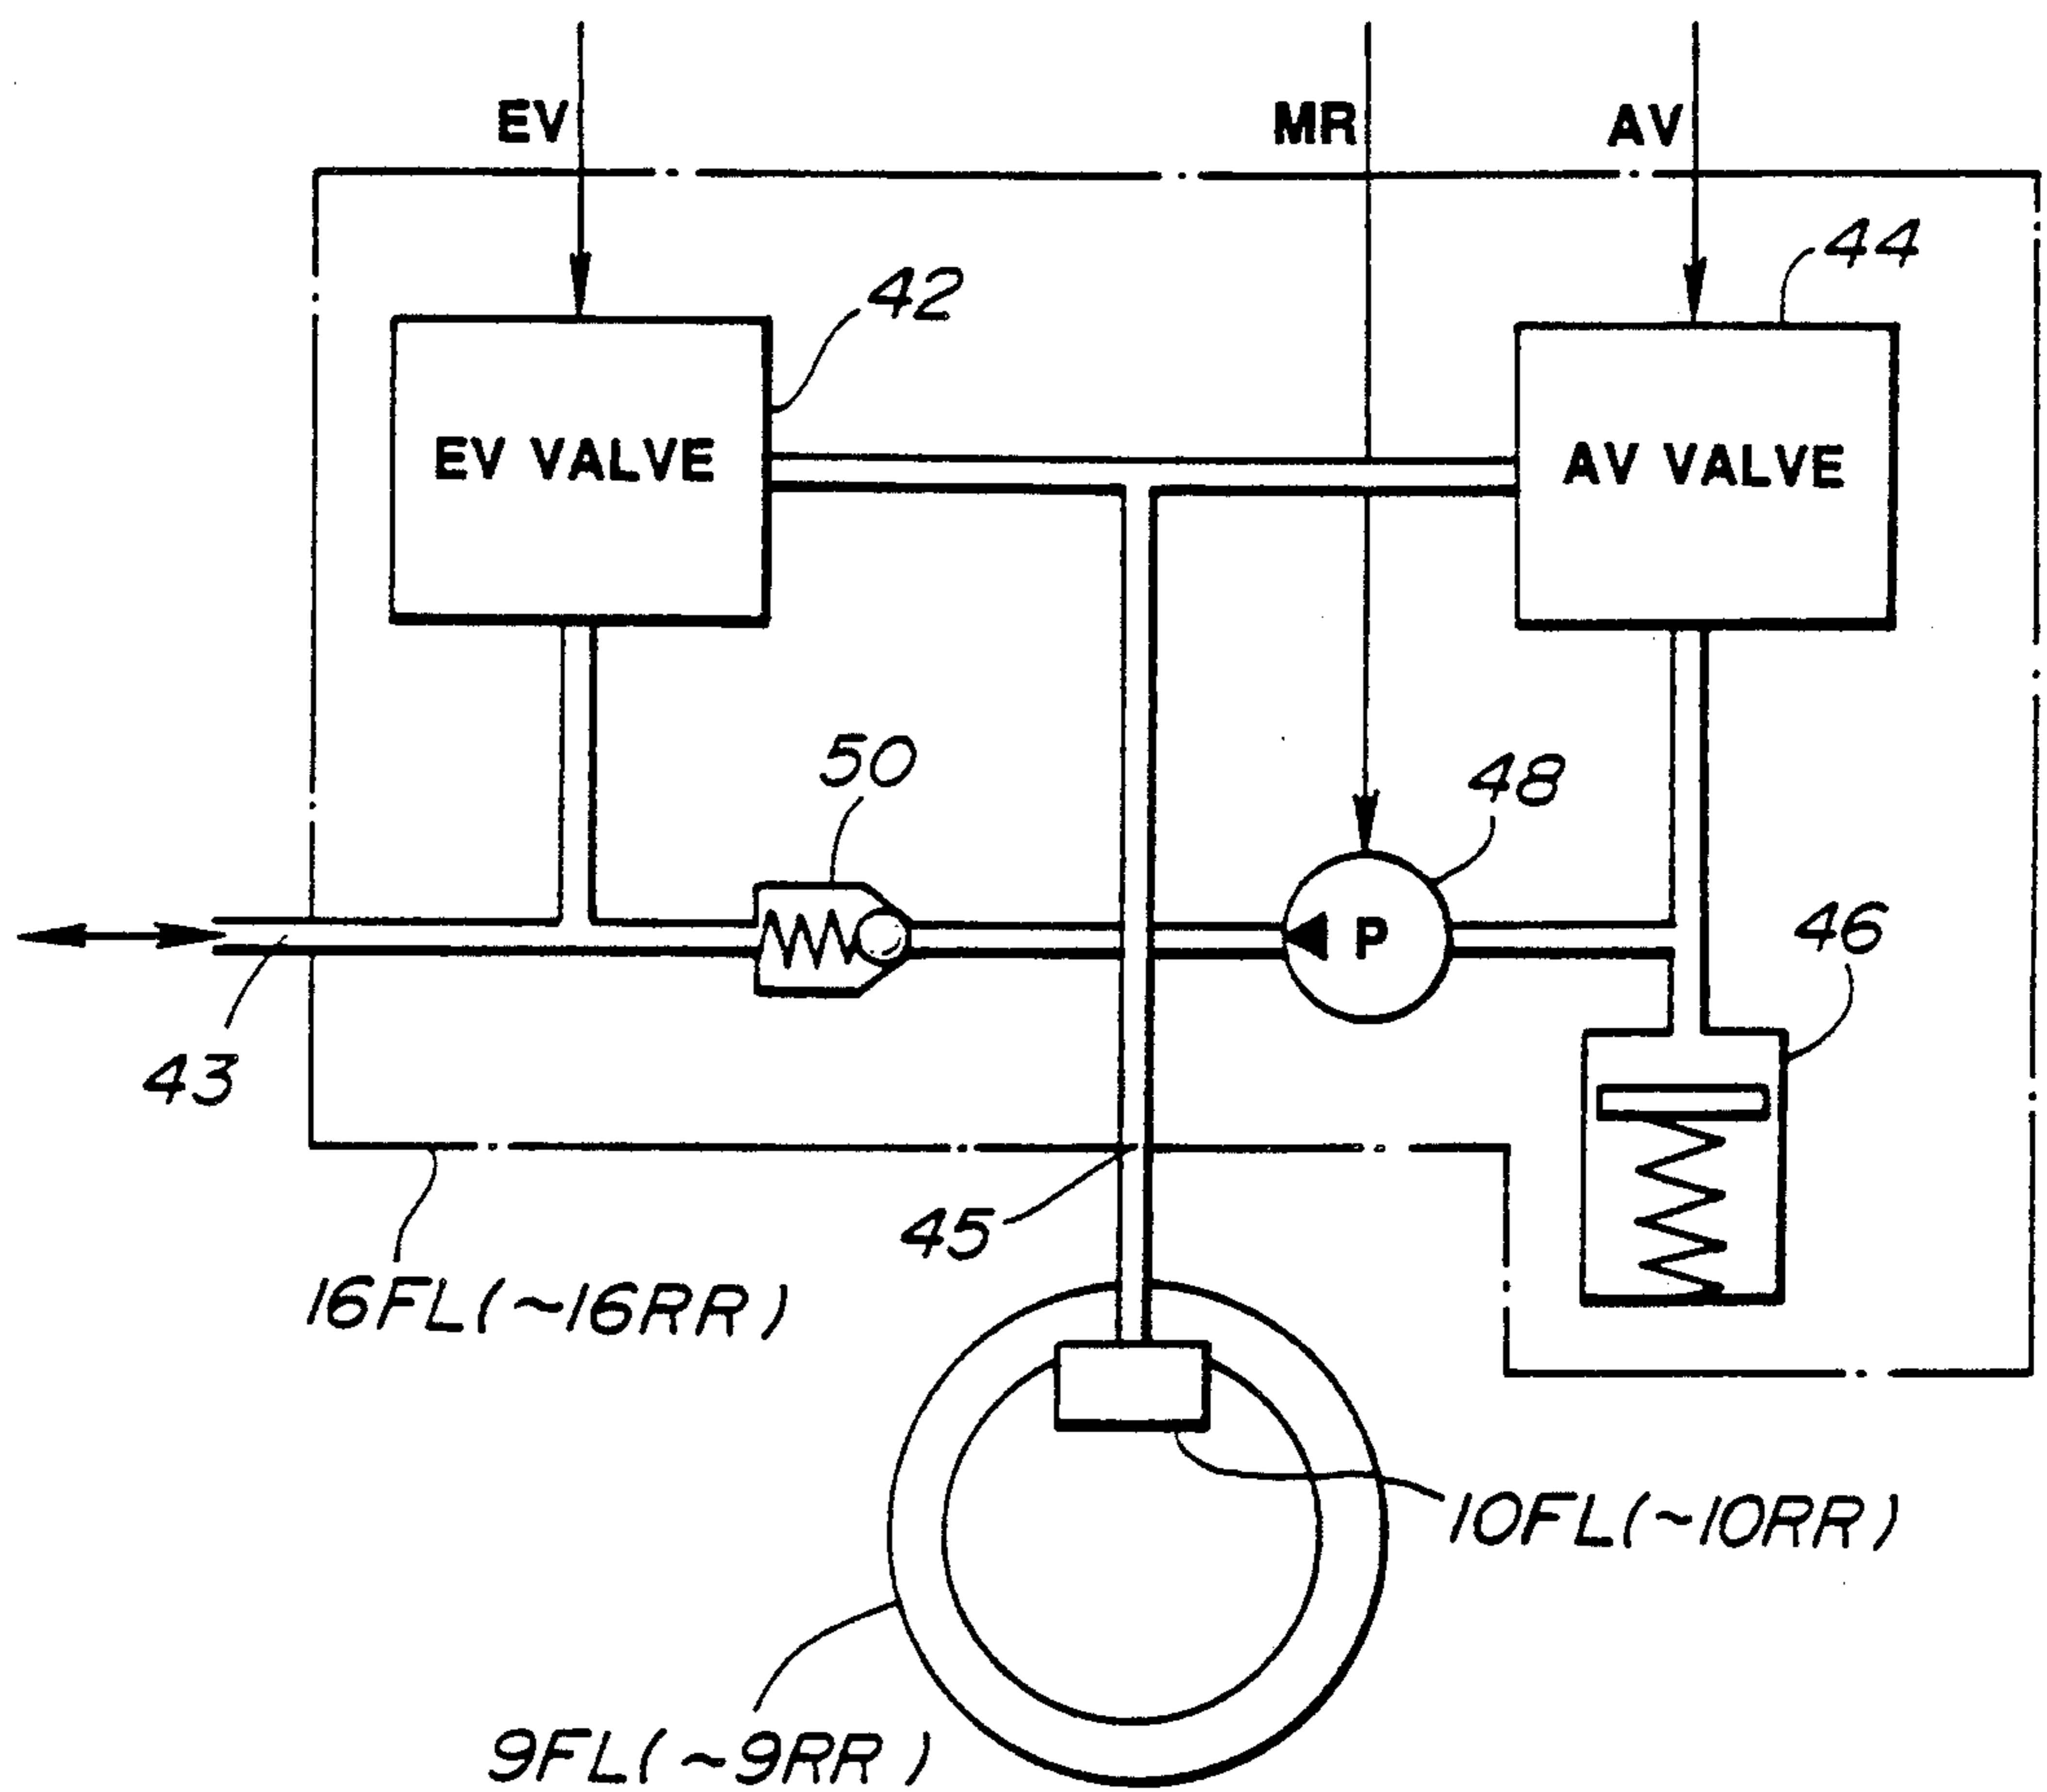 EV
MR
AV
44
42
EV VALVE
AV VALVE
50
48
P
46
43
45
16FL(~16RR)
10FL(~10RR)
9FL(~9RR)